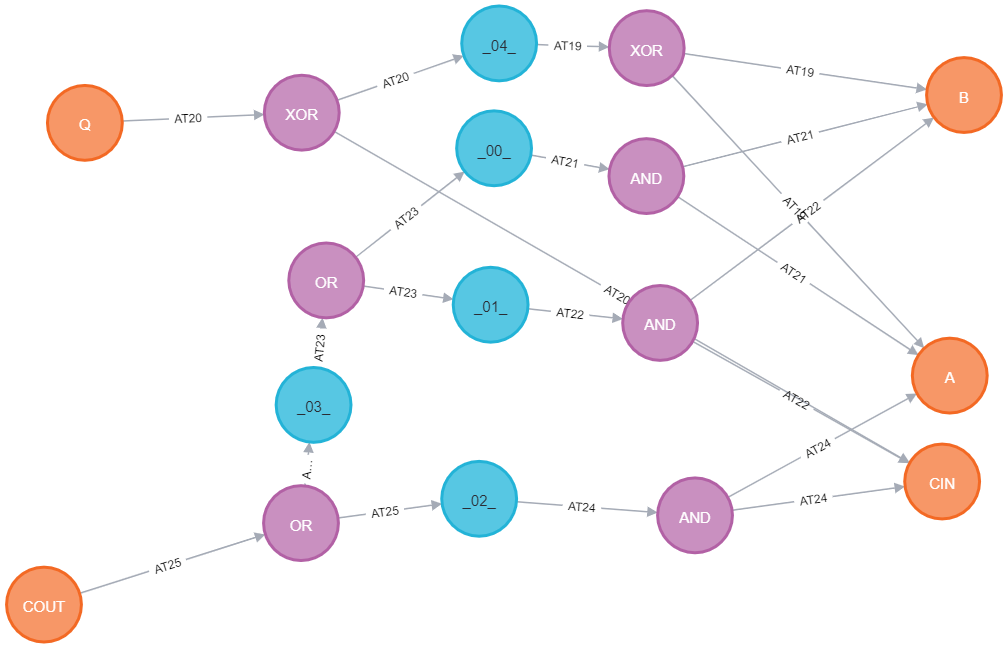 _04_
AT19
XOR
AT19
B
Q
AT20
XOR
AT20
_00_
AT21
AND
AT21
AT23
AT19
AT22
OR
AT23
_01_
AT22
AT20
AND
AT21
AT23
_03_
AT22
A
A...
OR
AT25
_02_
AT24
AND
AT24
AT24
CIN
AT25
COUT